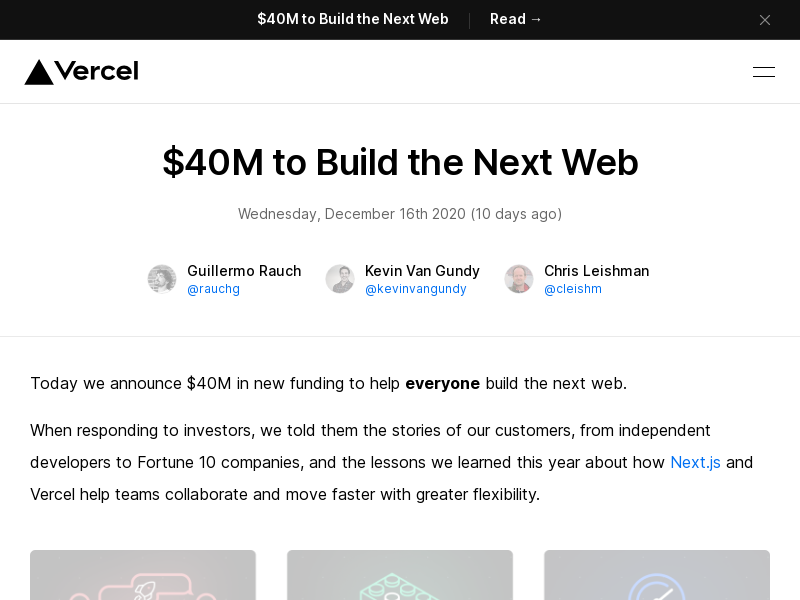 $40M to Build the Next Web
Read →
Vercel
$40M to Build the Next Web
Wednesday, December 16th 2020 (10 days ago)
Guillermo Rauch
@rauchg
Kevin Van Gundy
@kevinvangundy
Chris Leishman
@cleishm
Today we announce $40M in new funding to help everyone build the next web.
When responding to investors, we told them the stories of our customers, from independent
developers to Fortune 10 companies, and the lessons we learned this year about how Next.js and
Vercel help teams collaborate and move faster with greater flexibility.